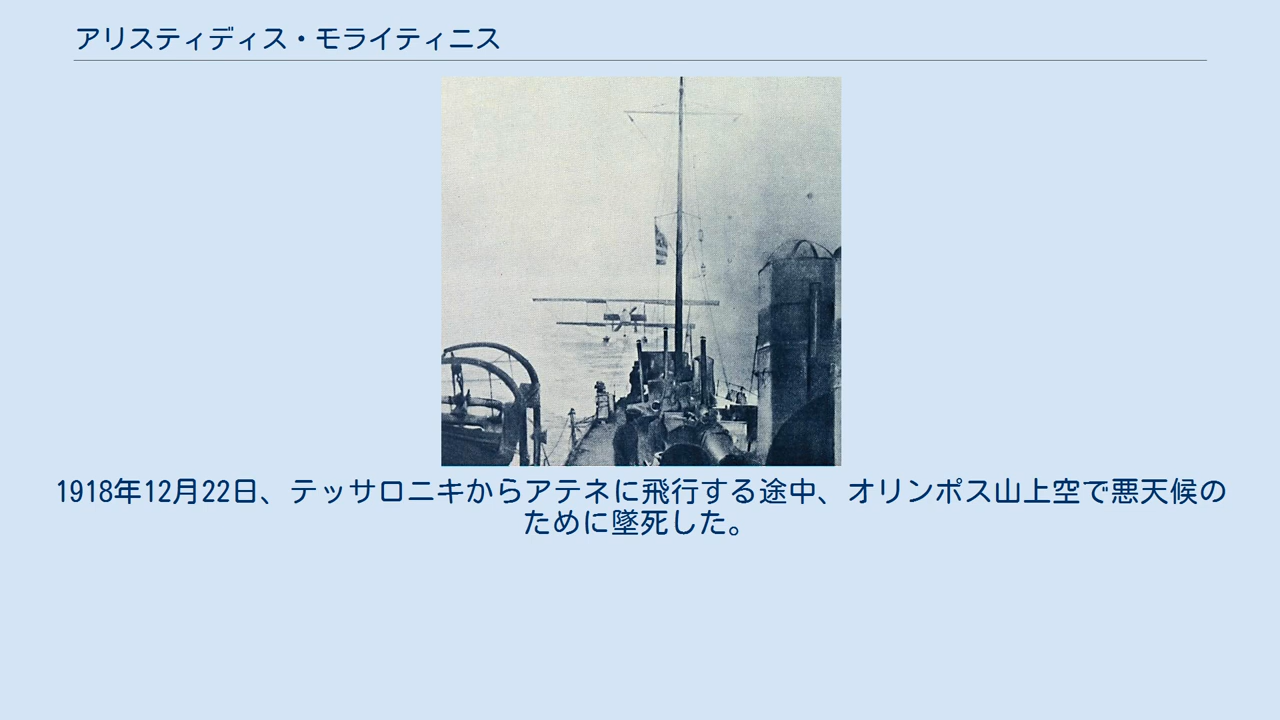 アリスティディス・モライティニス
1918年12月22日、テッサロニキからアテネに飛行する途中、オリンポス山上空で悪天候の
ために墜死した。